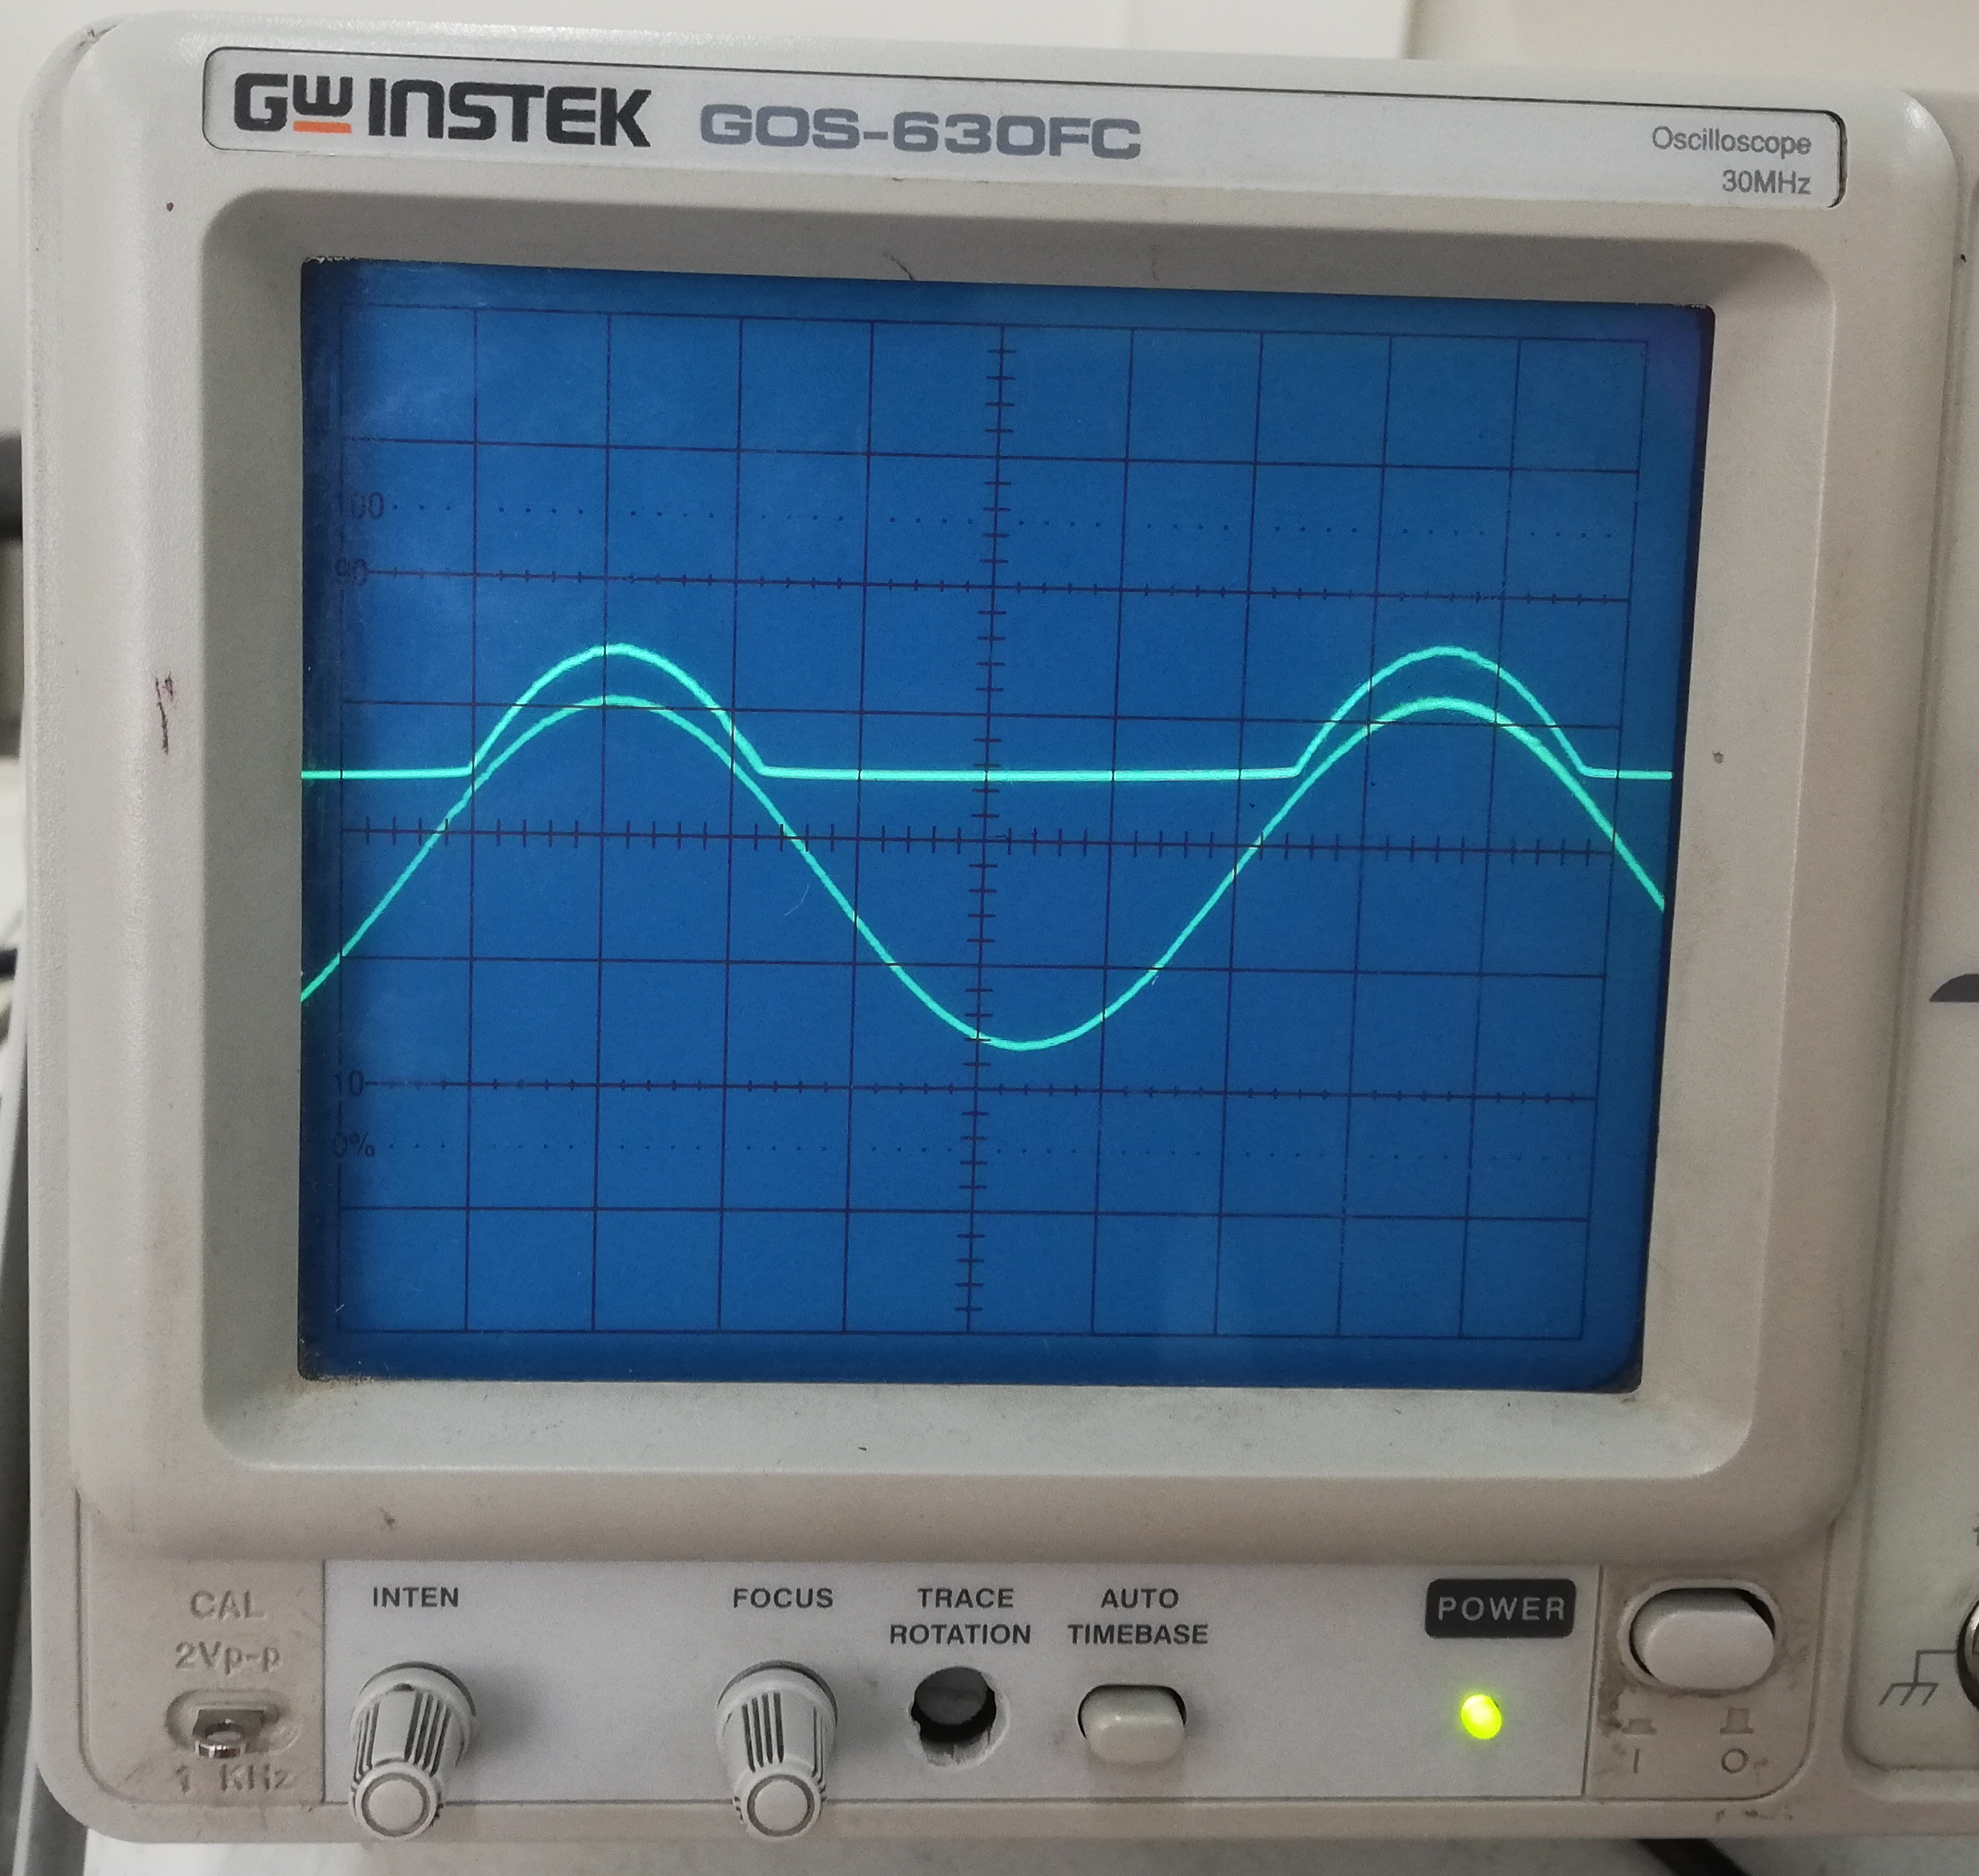 GW INSTEK GOS-630FC
Oscilloscope
30MHz
100
90
10
0%
CAL
2Vp-p
1 KHz
INTEN
FOCUS
TRACE
ROTATION
AUTO
TIMEBASE
POWER
I O